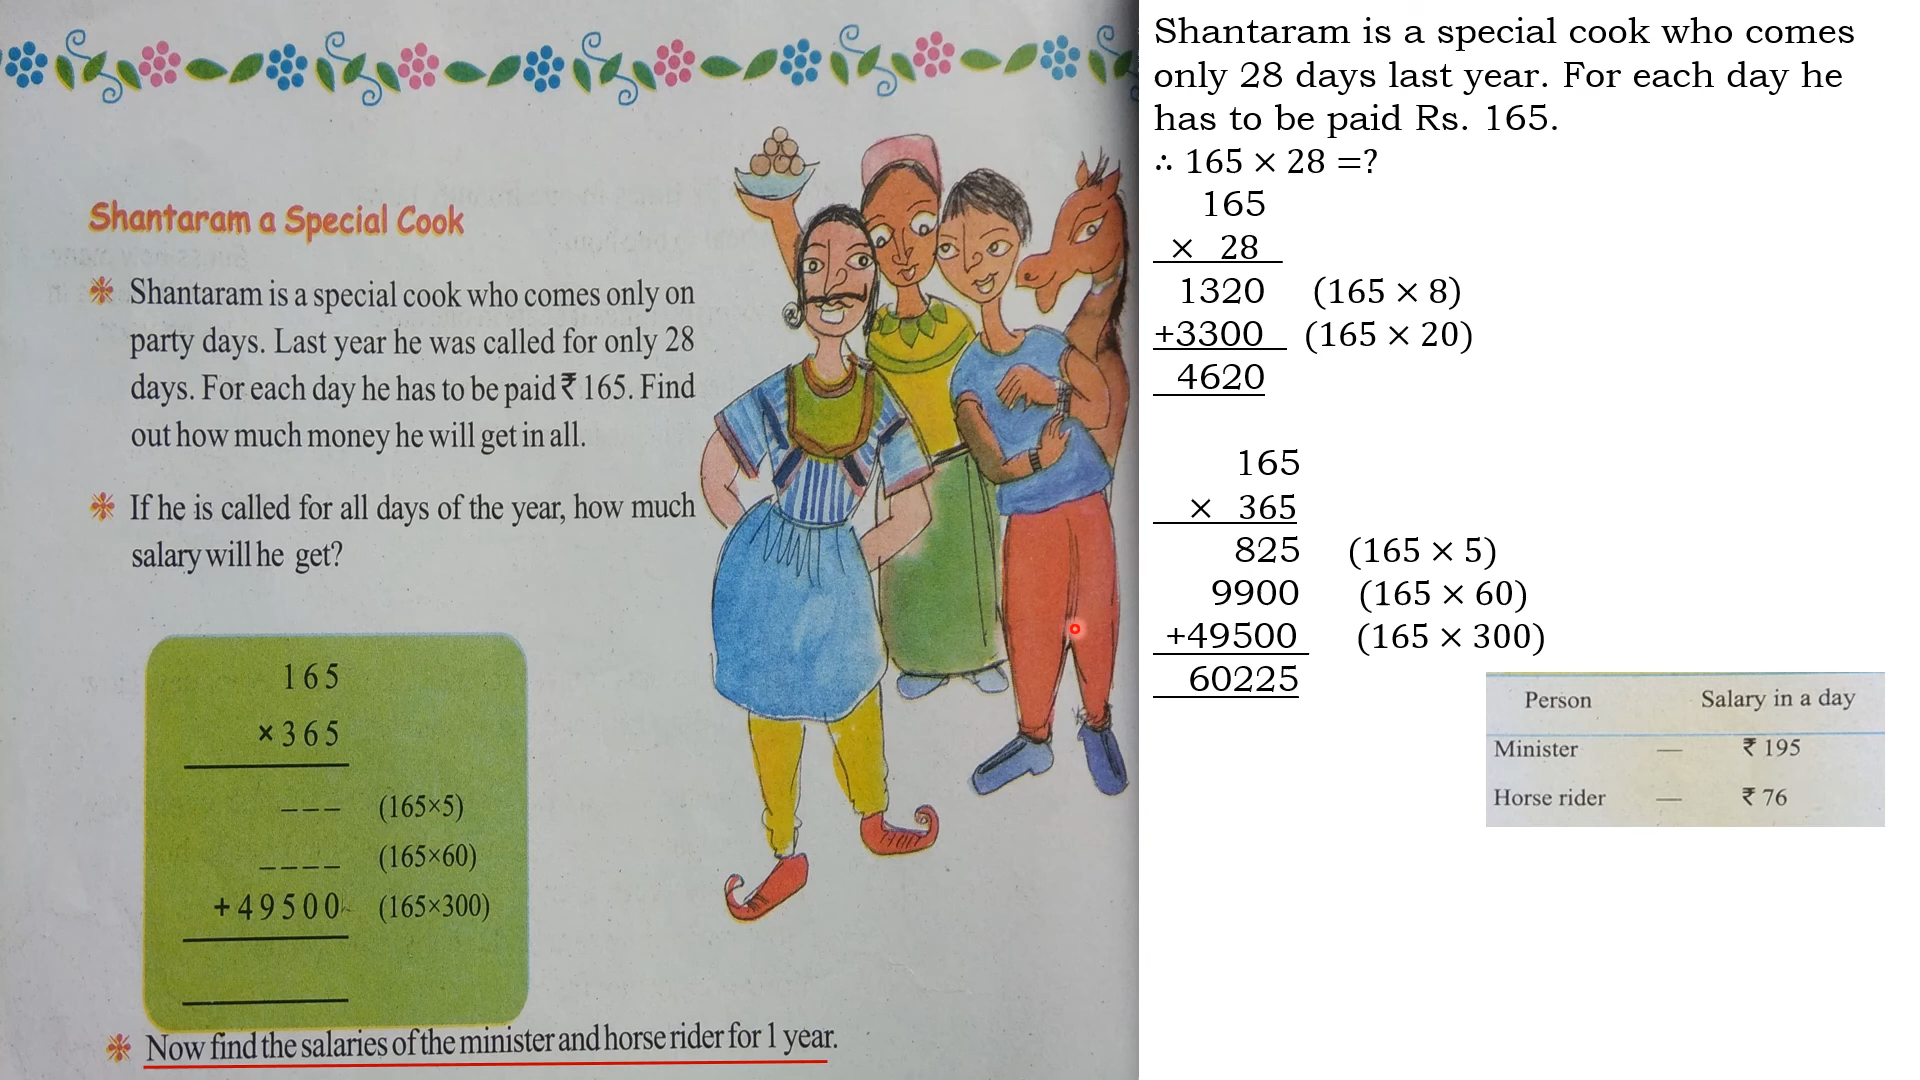 Shantaram a Special Cook
Shantaram is a special cook who comes only on
party days. Last year he was called for only 28
days. For each day he has to be paid ₹ 165. Find
out how much money he will get in all.
If he is called for all days of the year, how much
salary will he get?
165
×365
--- (165×5)
---- (165×60)
+49500 (165×300)
Now find the salaries of the minister and horse rider for 1 year.
Shantaram is a special cook who comes
only 28 days last year. For each day he
has to be paid Rs. 165.
∴ 165 × 28 =?
165
× 28
1320 (165 × 8)
+3300 (165 × 20)
4620
165
× 365
825 (165 × 5)
9900 (165 × 60)
+49500 (165 × 300)
60225
Person Salary in a day
Minister — ₹ 195
Horse rider — ₹ 76